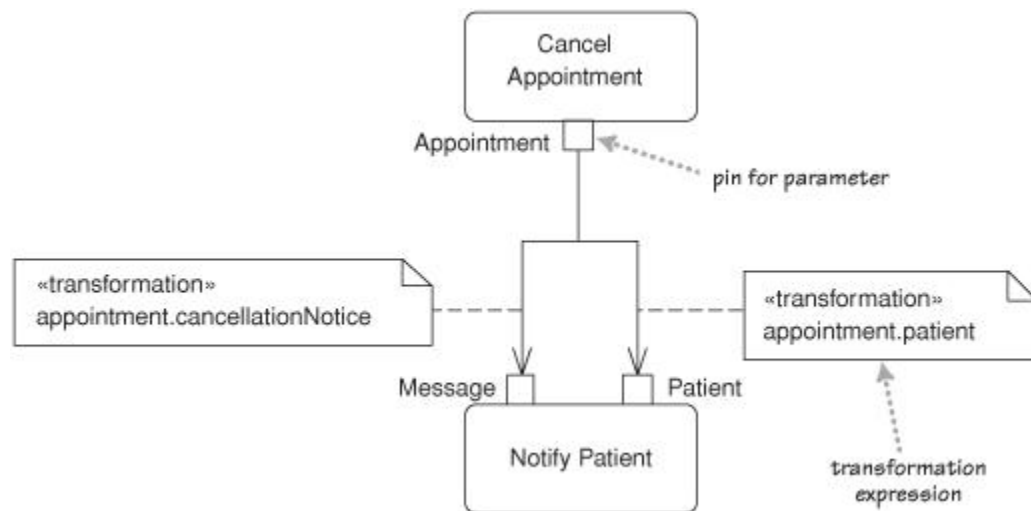 Cancel
Appointment
Appointment
pin for parameter
«transformation»
appointment.cancellationNotice
«transformation»
appointment.patient
Message
Patient
Notify Patient
transformation
expression